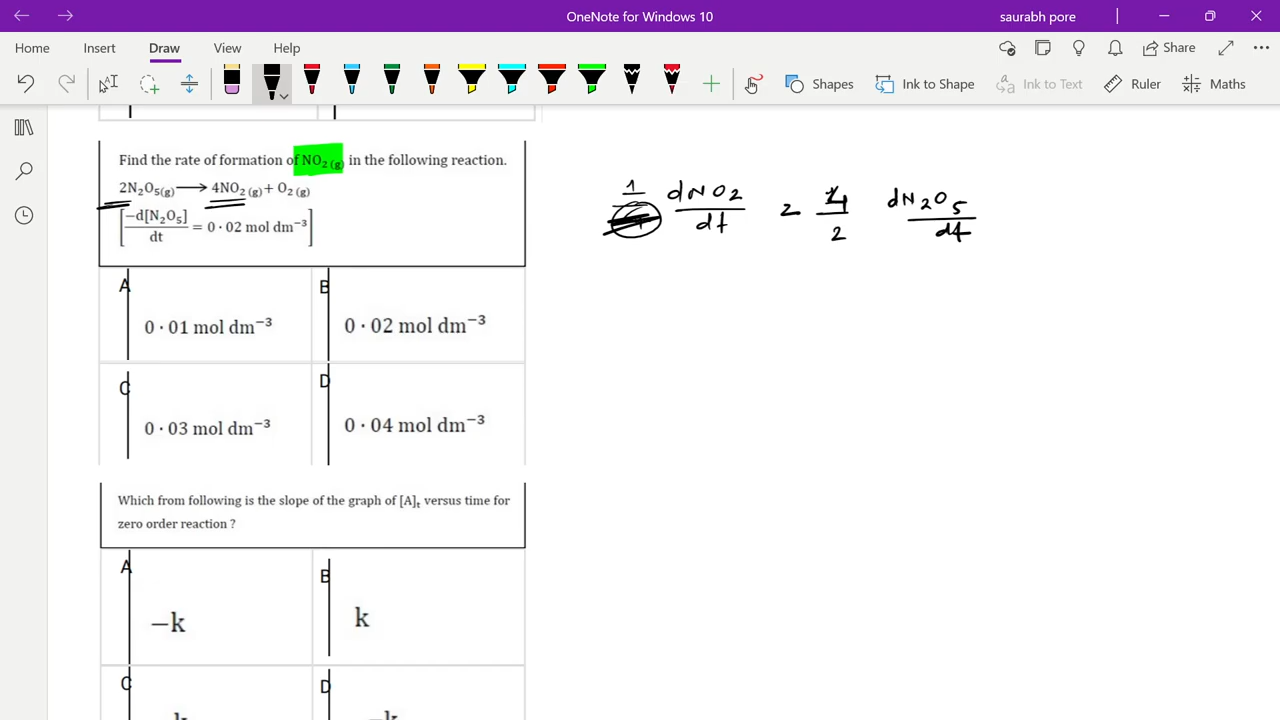 OneNote for Windows 10
saurabh pore
Home Insert Draw View Help
Share
Shapes Ink to Shape Ink to Text Ruler Maths
Find the rate of formation of NO₂ (g) in the following reaction.
2N₂O₅(g) ⟶ 4NO₂ (g) + O₂ (g)
[−d[N₂O₅]/dt = 0·02 mol dm⁻³]
A 0·01 mol dm⁻³
B 0·02 mol dm⁻³
C 0·03 mol dm⁻³
D 0·04 mol dm⁻³
1 dNO₂/dt = 4/2 dN₂O₅/dt
Which from following is the slope of the graph of [A]ₜ versus time for
zero order reaction ?
A −k
B k
C
D